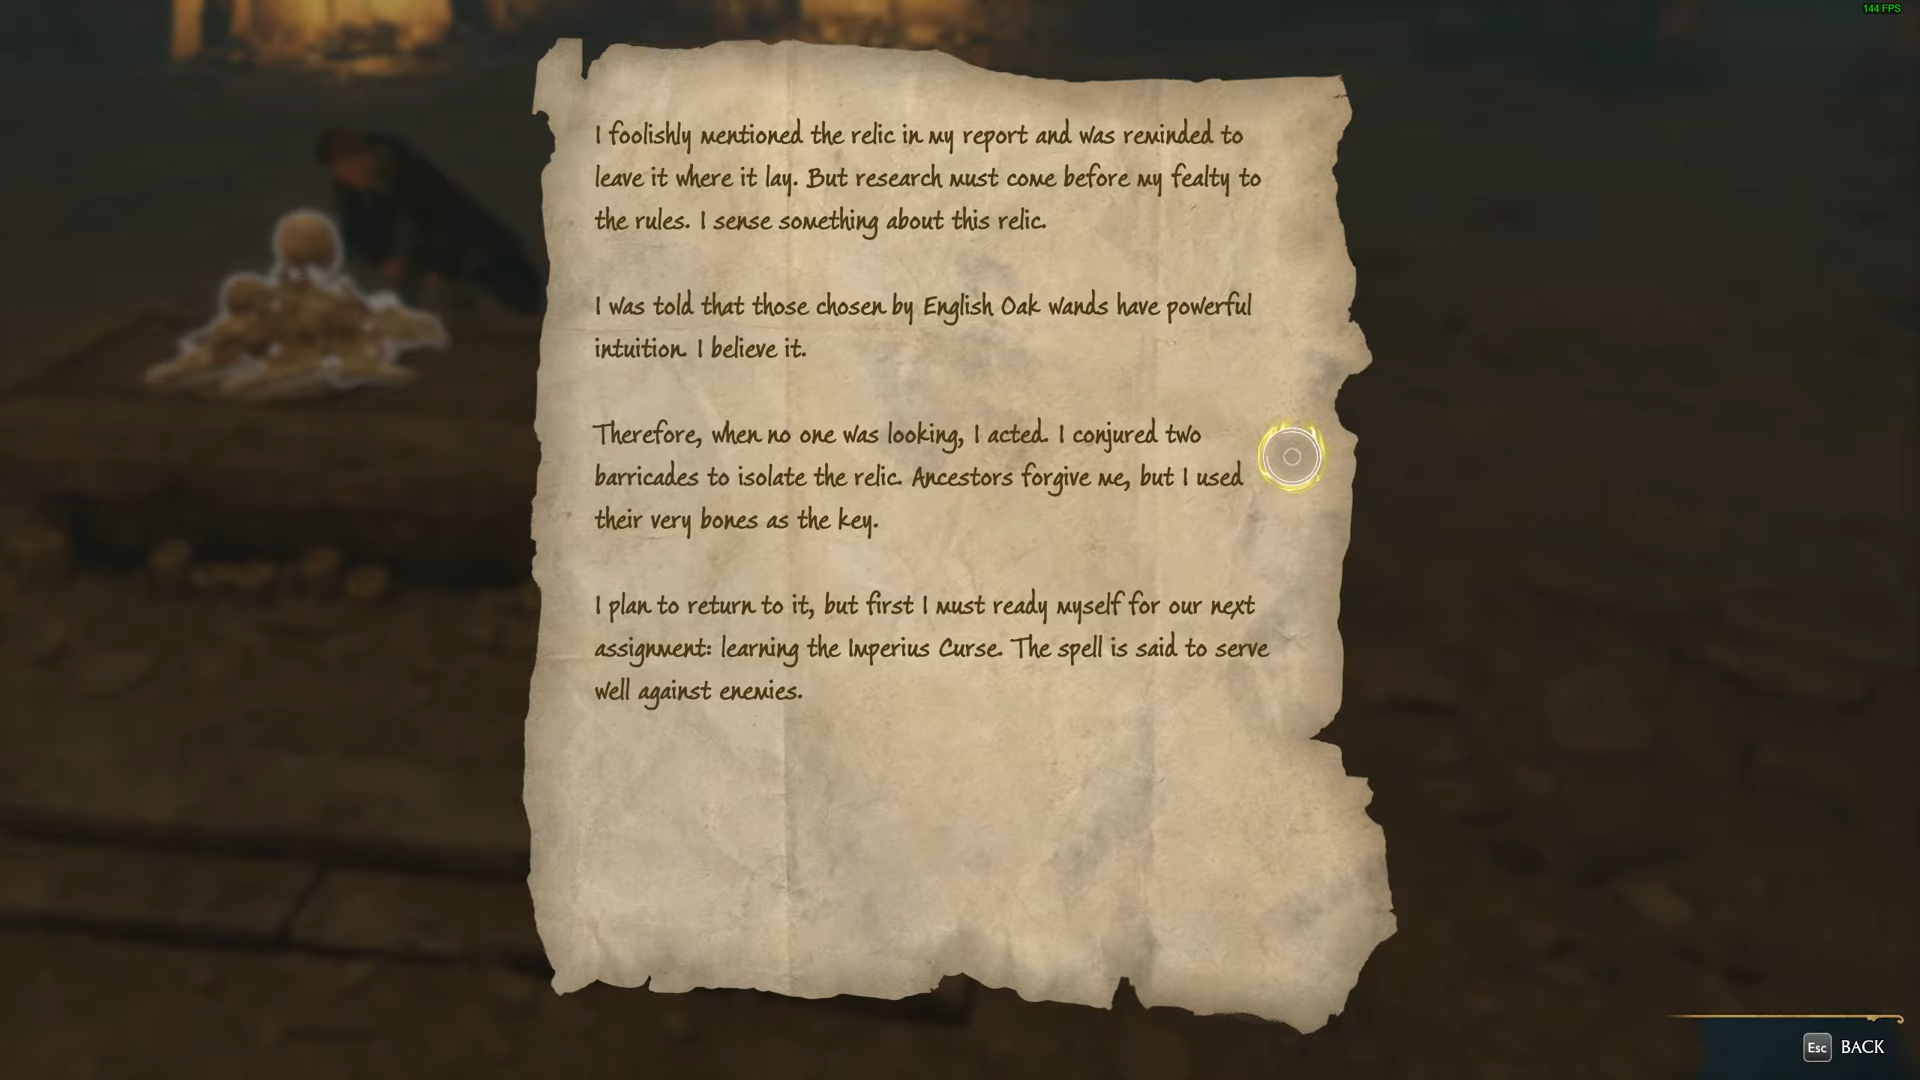 144 FPS
I foolishly mentioned the relic in my report and was reminded to
leave it where it lay. But research must come before my fealty to
the rules. I sense something about this relic.
I was told that those chosen by English Oak wands have powerful
intuition. I believe it.
Therefore, when no one was looking, I acted. I conjured two
barricades to isolate the relic. Ancestors forgive me, but I used
their very bones as the key.
I plan to return to it, but first I must ready myself for our next
assignment: learning the Imperius Curse. The spell is said to serve
well against enemies.
Esc BACK